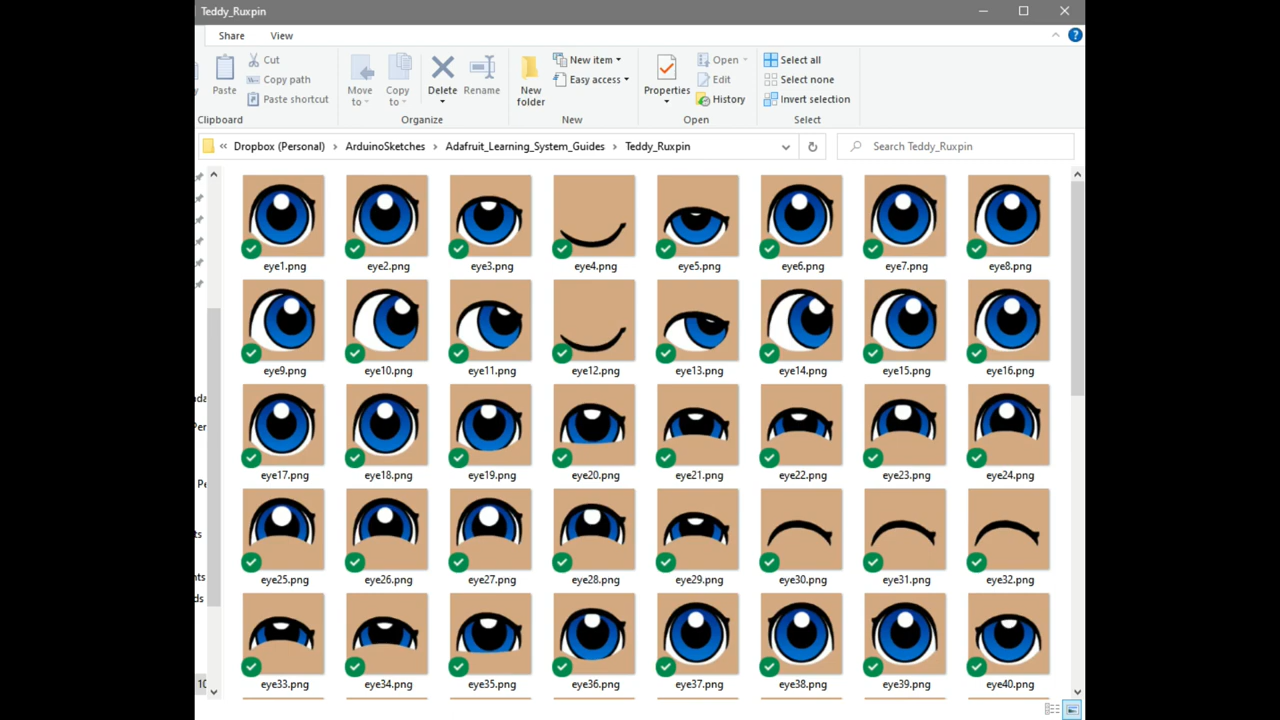 Teddy_Ruxpin
Share View
Cut
Copy path
Paste shortcut
Paste
Clipboard
Move to
Copy to
Delete
Rename
Organize
New folder
New item
Easy access
New
Properties
Open
Edit
History
Open
Select all
Select none
Invert selection
Select
« Dropbox (Personal) > ArduinoSketches > Adafruit_Learning_System_Guides > Teddy_Ruxpin
Search Teddy_Ruxpin
eye1.png eye2.png eye3.png eye4.png eye5.png eye6.png eye7.png eye8.png
eye9.png eye10.png eye11.png eye12.png eye13.png eye14.png eye15.png eye16.png
eye17.png eye18.png eye19.png eye20.png eye21.png eye22.png eye23.png eye24.png
eye25.png eye26.png eye27.png eye28.png eye29.png eye30.png eye31.png eye32.png
eye33.png eye34.png eye35.png eye36.png eye37.png eye38.png eye39.png eye40.png